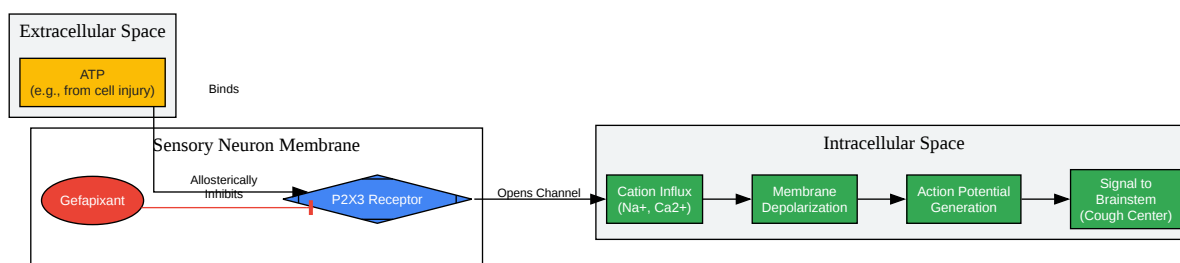 Extracellular Space
ATP
(e.g., from cell injury)
Binds
Sensory Neuron Membrane
Allosterically
Inhibits
Gefapixant
P2X3 Receptor
Opens Channel
Intracellular Space
Cation Influx
(Na+, Ca2+)
Membrane
Depolarization
Action Potential
Generation
Signal to
Brainstem
(Cough Center)